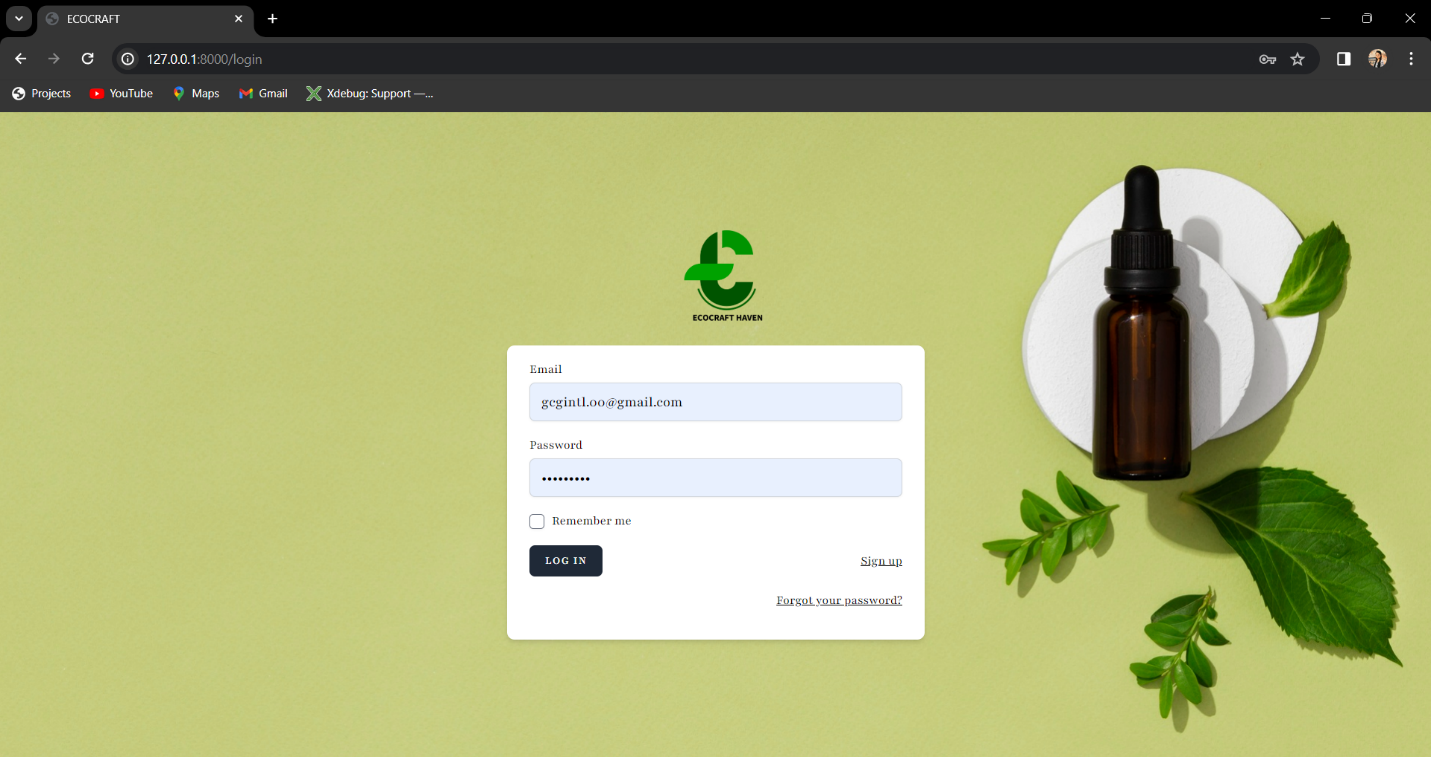 ECOCRAFT
127.0.0.1:8000/login
Projects YouTube Maps Gmail Xdebug: Support —...
ECOCRAFT HAVEN
Email
gcgintl.00@gmail.com
Password
•••••••••
Remember me
LOG IN Sign up
Forgot your password?